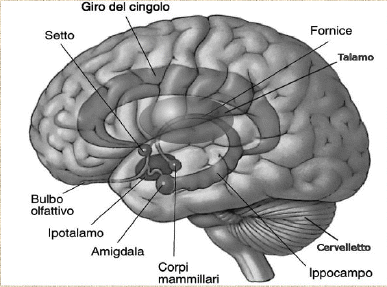 Giro del cingolo
Setto
Fornice
Talamo
Bulbo
olfattivo
Ipotalamo
Amigdala
Corpi
mammillari
Cervelletto
Ippocampo